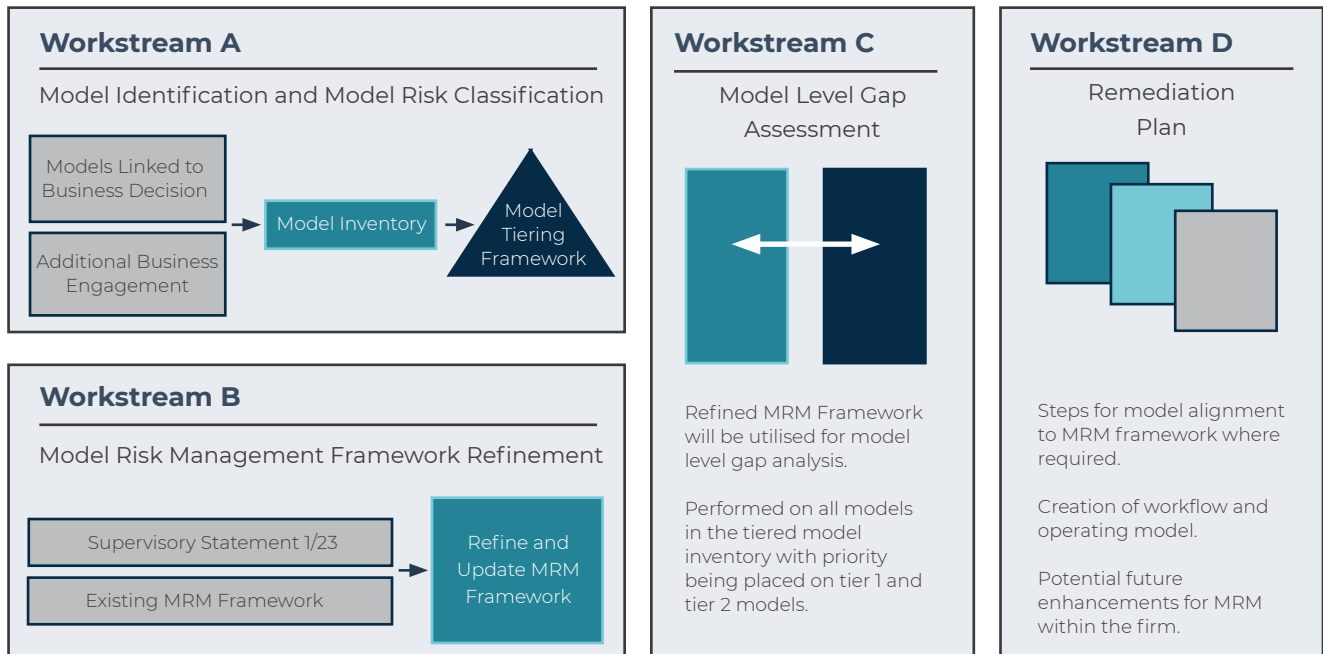 Workstream A
Model Identification and Model Risk Classification
Models Linked to
Business Decision
Additional Business
Engagement
Model Inventory
Model
Tiering
Framework
Workstream B
Model Risk Management Framework Refinement
Supervisory Statement 1/23
Existing MRM Framework
Refine and
Update MRM
Framework
Workstream C
Model Level Gap
Assessment
Refined MRM Framework
will be utilised for model
level gap analysis.
Performed on all models
in the tiered model
inventory with priority
being placed on tier 1 and
tier 2 models.
Workstream D
Remediation
Plan
Steps for model alignment
to MRM framework where
required.
Creation of workflow and
operating model.
Potential future
enhancements for MRM
within the firm.